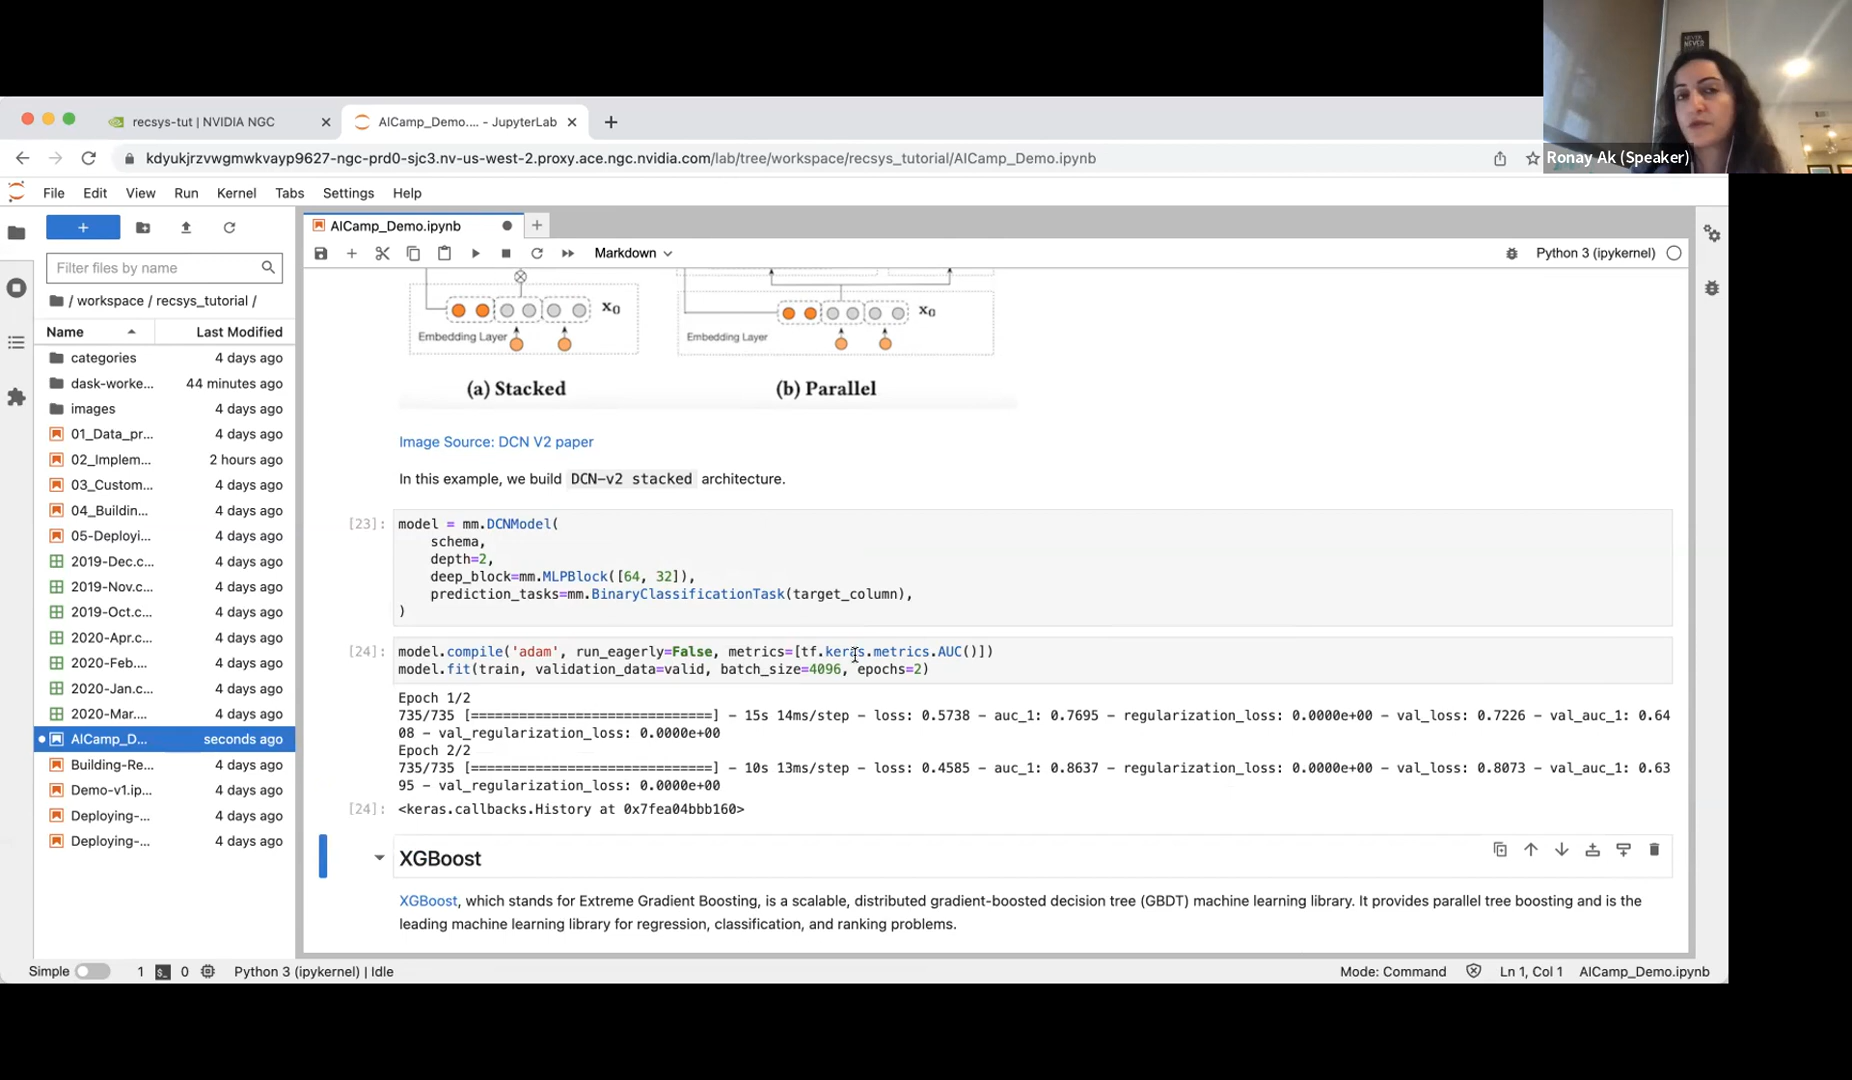 NEVER
NEVER
Ronay Ak (Speaker)
recsys-tut | NVIDIA NGC
AICamp_Demo.... - JupyterLab
kdyukjrzvwgmwkvayp9627-ngc-prd0-sjc3.nv-us-west-2.proxy.ace.ngc.nvidia.com/lab/tree/workspace/recsys_tutorial/AICamp_Demo.ipynb
File Edit View Run Kernel Tabs Settings Help
AICamp_Demo.ipynb
Markdown
Python 3 (ipykernel)
Filter files by name
/ workspace / recsys_tutorial /
Name Last Modified
categories 4 days ago
dask-worke... 44 minutes ago
images 4 days ago
01_Data_pr... 4 days ago
02_Implem... 2 hours ago
03_Custom... 4 days ago
04_Buildin... 4 days ago
05-Deployi... 4 days ago
2019-Dec.c... 4 days ago
2019-Nov.c... 4 days ago
2019-Oct.c... 4 days ago
2020-Apr.c... 4 days ago
2020-Feb.... 4 days ago
2020-Jan.c... 4 days ago
2020-Mar.... 4 days ago
AICamp_D... seconds ago
Building-Re... 4 days ago
Demo-v1.ip... 4 days ago
Deploying-... 4 days ago
Deploying-... 4 days ago
x0
Embedding Layer
x0
Embedding Layer
(a) Stacked
(b) Parallel
Image Source: DCN V2 paper
In this example, we build DCN-v2 stacked architecture.
[23]: model = mm.DCNModel(
schema,
depth=2,
deep_block=mm.MLPBlock([64, 32]),
prediction_tasks=mm.BinaryClassificationTask(target_column),
)
[24]: model.compile('adam', run_eagerly=False, metrics=[tf.keras.metrics.AUC()])
model.fit(train, validation_data=valid, batch_size=4096, epochs=2)
Epoch 1/2
735/735 [==============================] - 15s 14ms/step - loss: 0.5738 - auc_1: 0.7695 - regularization_loss: 0.0000e+00 - val_loss: 0.7226 - val_auc_1: 0.64
08 - val_regularization_loss: 0.0000e+00
Epoch 2/2
735/735 [==============================] - 10s 13ms/step - loss: 0.4585 - auc_1: 0.8637 - regularization_loss: 0.0000e+00 - val_loss: 0.8073 - val_auc_1: 0.63
95 - val_regularization_loss: 0.0000e+00
[24]: <keras.callbacks.History at 0x7fea04bbb160>
XGBoost
XGBoost, which stands for Extreme Gradient Boosting, is a scalable, distributed gradient-boosted decision tree (GBDT) machine learning library. It provides parallel tree boosting and is the
leading machine learning library for regression, classification, and ranking problems.
Simple 1 $_ 0 Python 3 (ipykernel) | Idle
Mode: Command Ln 1, Col 1 AICamp_Demo.ipynb